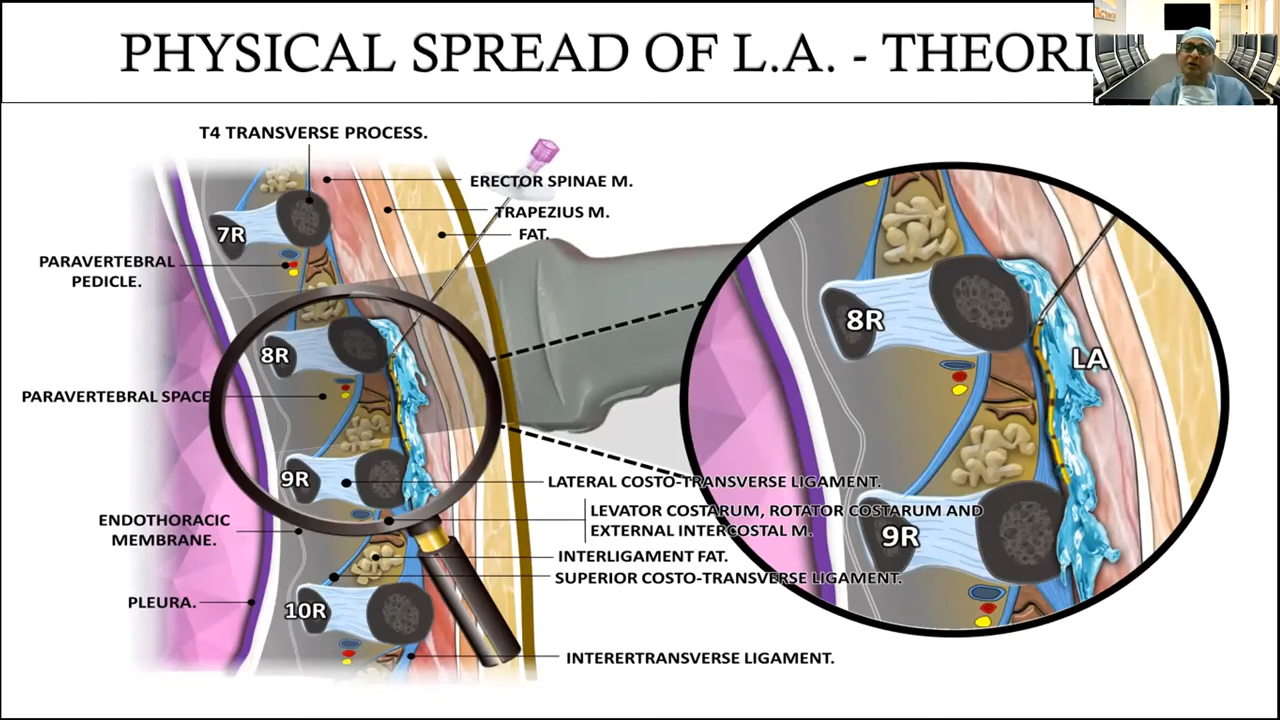 PHYSICAL SPREAD OF L.A. - THEORI
T4 TRANSVERSE PROCESS.
ERECTOR SPINAE M.
TRAPEZIUS M.
FAT.
7R
PARAVERTEBRAL
PEDICLE.
8R
8R
LA
PARAVERTEBRAL SPACE
9R
LATERAL COSTO-TRANSVERSE LIGAMENT.
LEVATOR COSTARUM, ROTATOR COSTARUM AND
EXTERNAL INTERCOSTAL M.
9R
ENDOTHORACIC
MEMBRANE.
INTERLIGAMENT FAT.
SUPERIOR COSTO-TRANSVERSE LIGAMENT.
PLEURA.
10R
INTERERTRANSVERSE LIGAMENT.